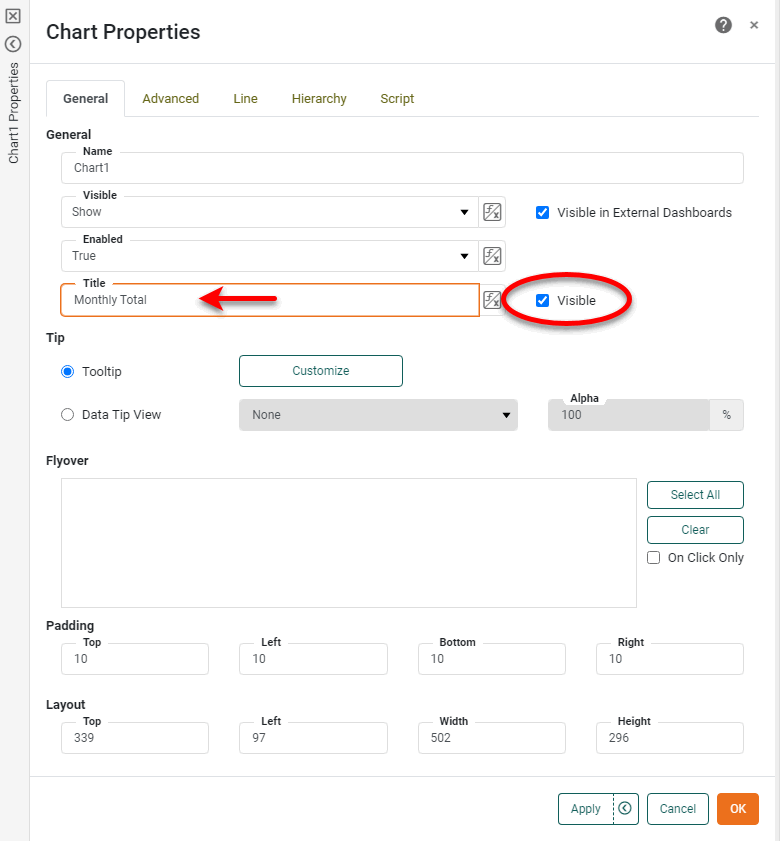 Chart1 Properties
Chart Properties
General Advanced Line Hierarchy Script
General
Name
Chart1
Visible
Show
Visible in External Dashboards
Enabled
True
Title
Monthly Total
Visible
Tip
Tooltip
Customize
Data Tip View
None
Alpha
100
%
Flyover
Select All
Clear
On Click Only
Padding
Top Left Bottom Right
10 10 10 10
Layout
Top Left Width Height
339 97 502 296
Apply Cancel OK